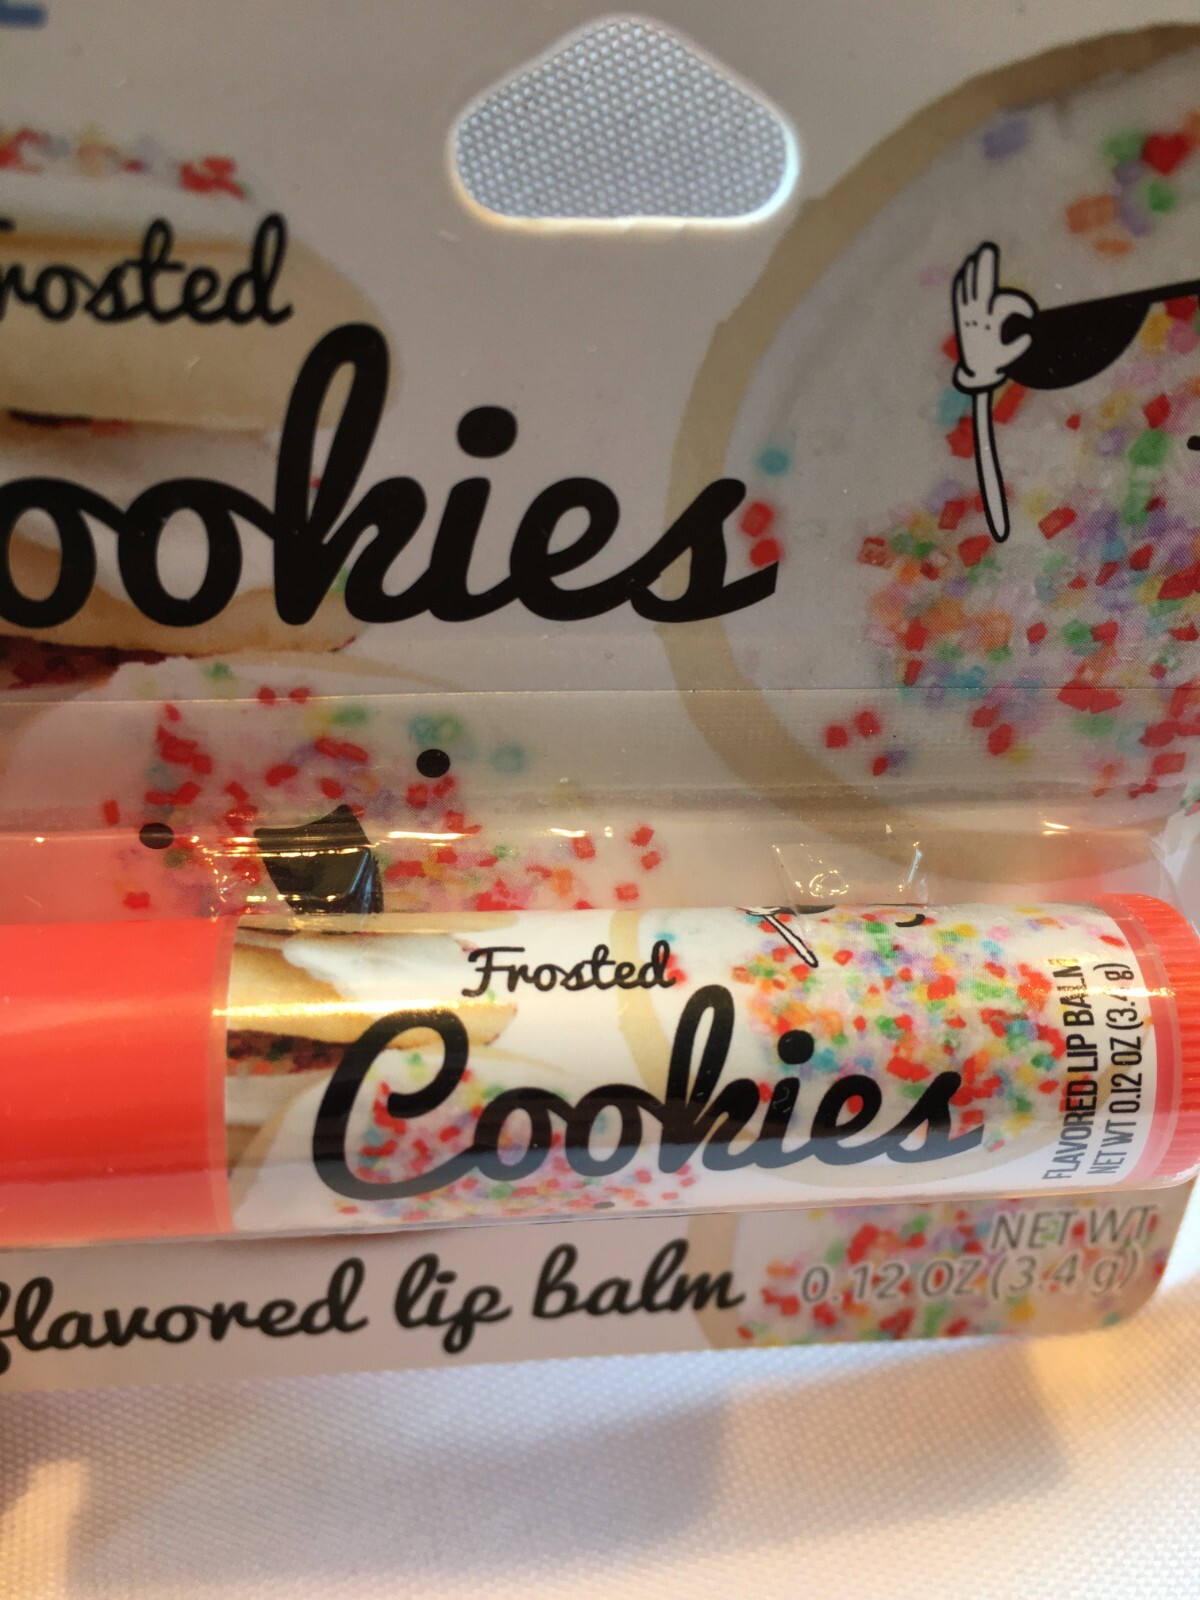 rosted
ookies
Frosted
Cookies
FLAVORED LIP BALM
NET WT 0.12 OZ (3.4 g)
flavored lip balm
NET WT
0.12 OZ (3.4 g)